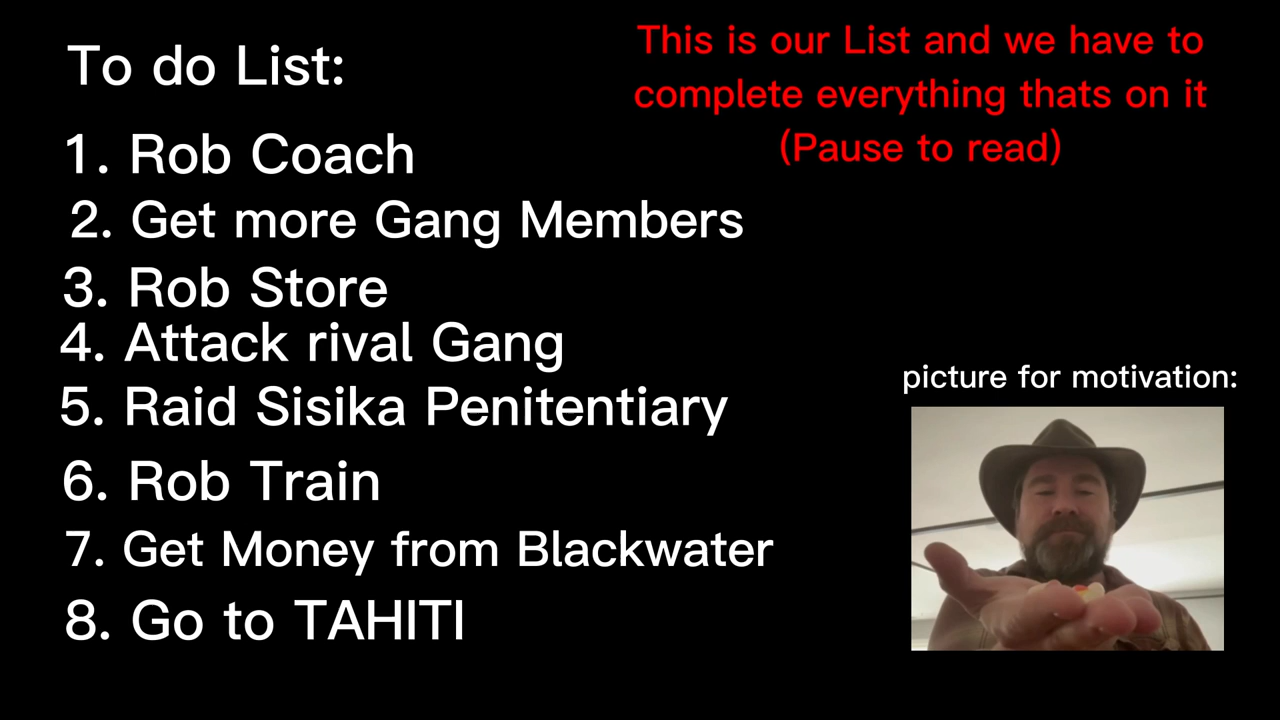 To do List:
1. Rob Coach
2. Get more Gang Members
3. Rob Store
4. Attack rival Gang
5. Raid Sisika Penitentiary
6. Rob Train
7. Get Money from Blackwater
8. Go to TAHITI
This is our List and we have to
complete everything thats on it
(Pause to read)
picture for motivation: